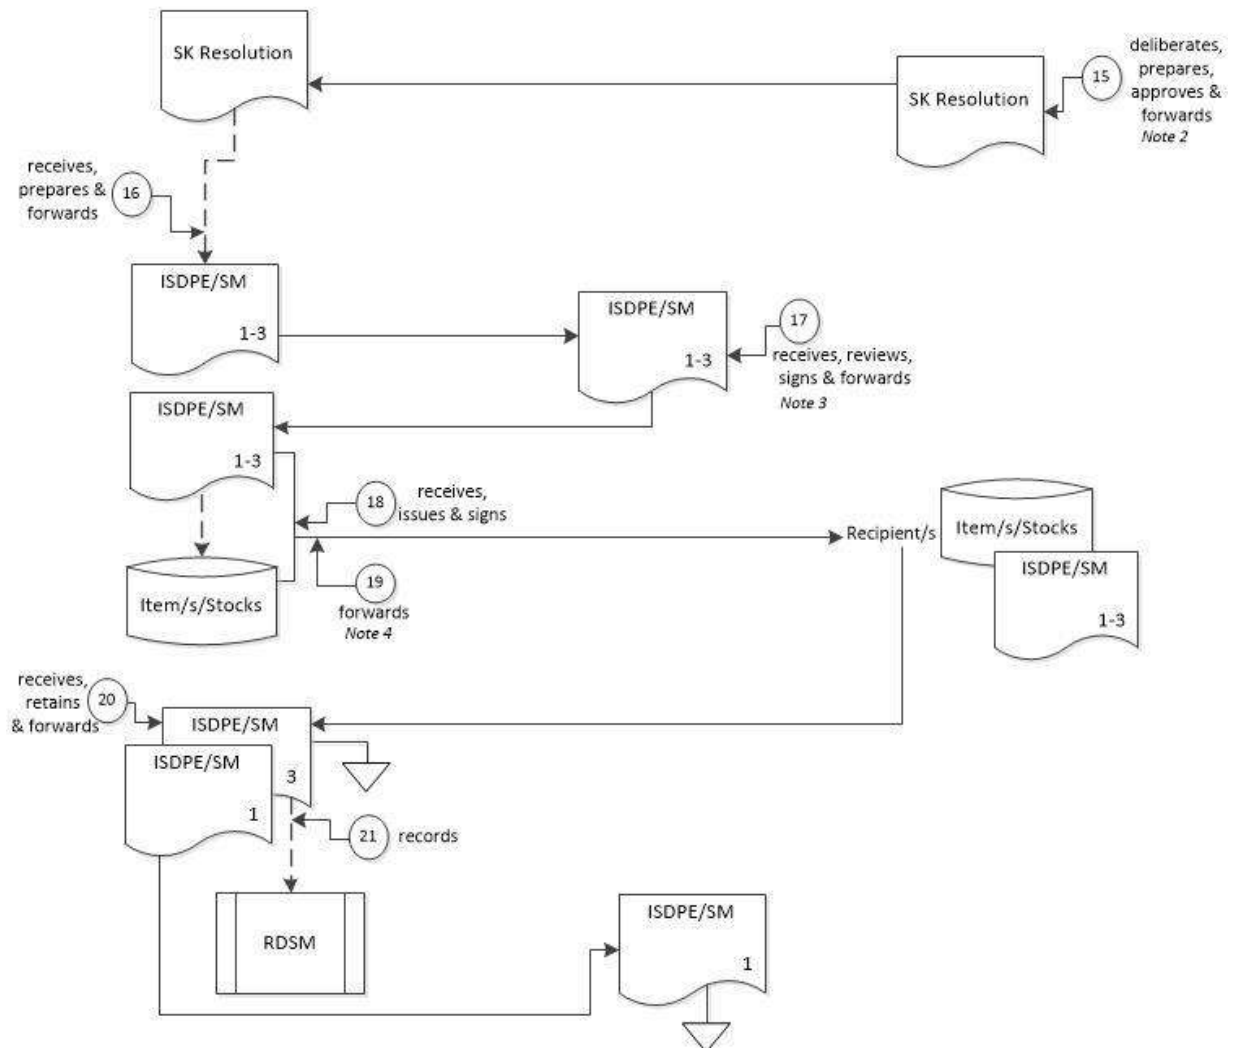 SK Resolution
deliberates,
prepares,
approves &
forwards
Note 2
15
SK Resolution
receives,
prepares &
forwards
16
ISDPE/SM
1-3
ISDPE/SM
1-3
17
receives, reviews,
signs & forwards
Note 3
ISDPE/SM
1-3
18
receives,
issues & signs
Recipient/s
Item/s/Stocks
ISDPE/SM
1-3
Item/s/Stocks
19
forwards
Note 4
receives,
retains
& forwards
20
ISDPE/SM
3
ISDPE/SM
1
21
records
RDSM
ISDPE/SM
1